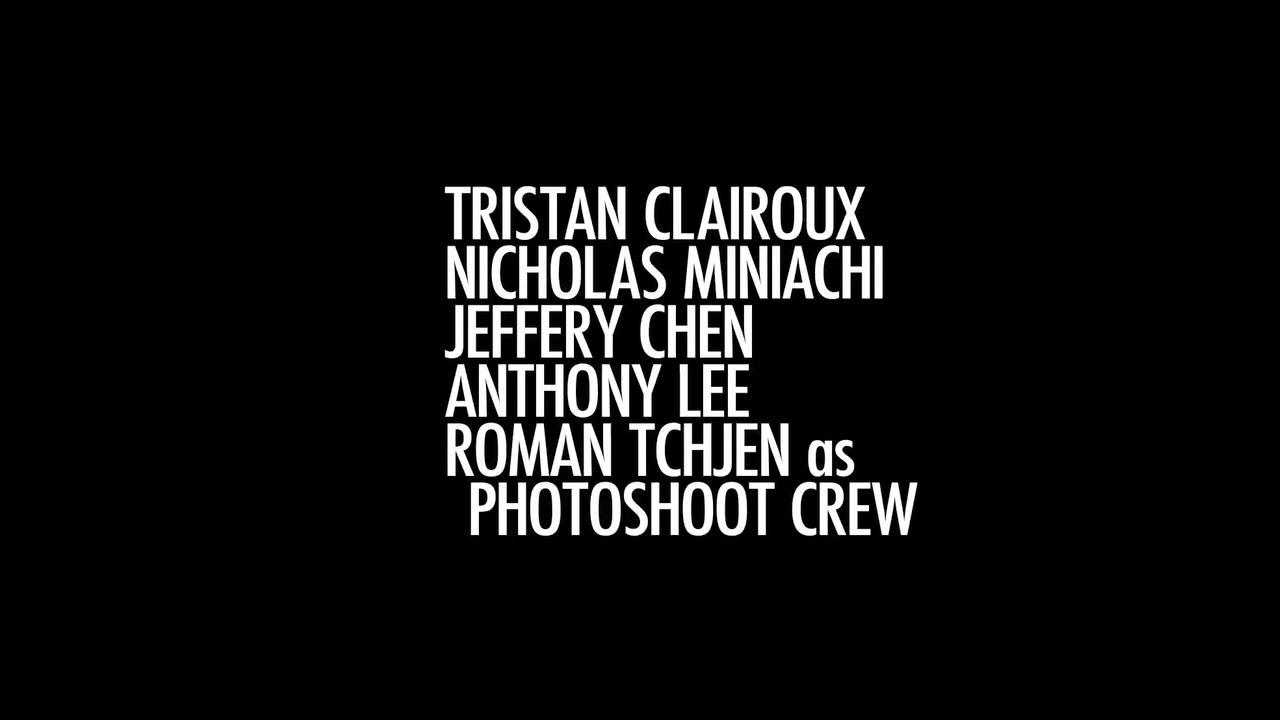 TRISTAN CLAIROUX
NICHOLAS MINIACHI
JEFFERY CHEN
ANTHONY LEE
ROMAN TCHJEN as
PHOTOSHOOT CREW